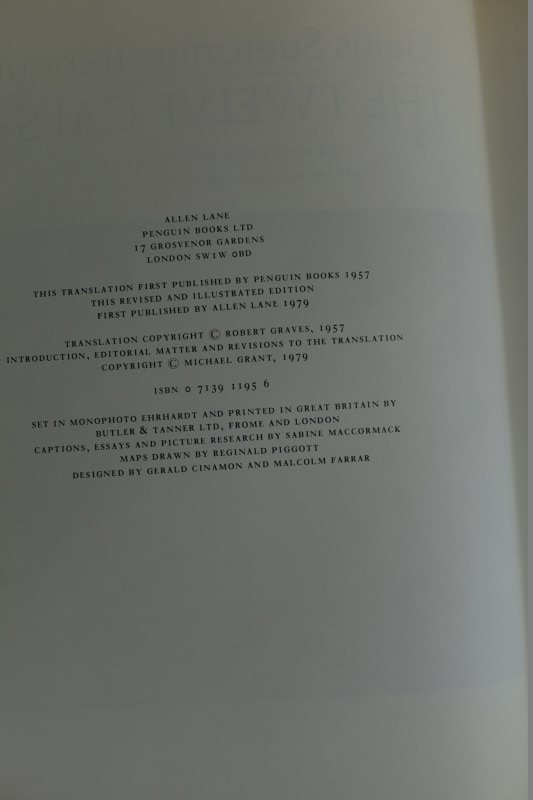 ALLEN LANE
PENGUIN BOOKS LTD
17 GROSVENOR GARDENS
LONDON SW1W 0BD
THIS TRANSLATION FIRST PUBLISHED BY PENGUIN BOOKS 1957
THIS REVISED AND ILLUSTRATED EDITION
FIRST PUBLISHED BY ALLEN LANE 1979
TRANSLATION COPYRIGHT © ROBERT GRAVES, 1957
INTRODUCTION, EDITORIAL MATTER AND REVISIONS TO THE TRANSLATION
COPYRIGHT © MICHAEL GRANT, 1979
ISBN 0 7139 1195 6
SET IN MONOPHOTO EHRHARDT AND PRINTED IN GREAT BRITAIN BY
BUTLER & TANNER LTD, FROME AND LONDON
CAPTIONS, ESSAYS AND PICTURE RESEARCH BY SABINE MACCORMACK
MAPS DRAWN BY REGINALD PIGGOTT
DESIGNED BY GERALD CINAMON AND MALCOLM FARRAR